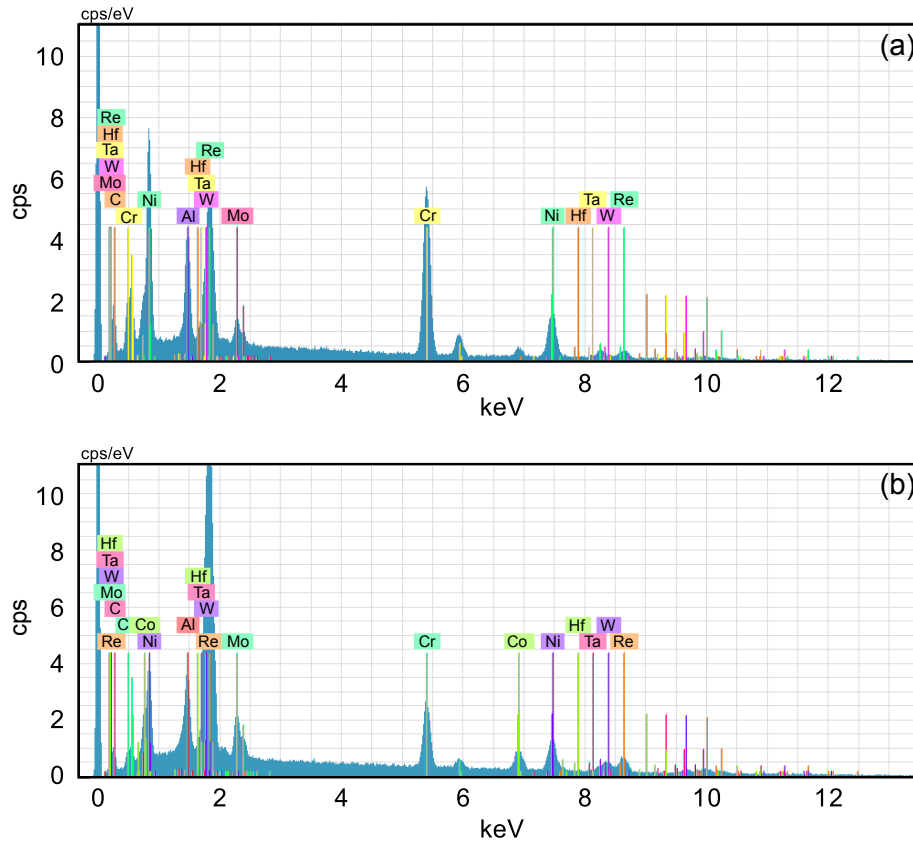 cps/eV
(a)
10
8
6
4
2
0
cps
Re
Hf
Ta
W
Mo
C
Cr
Ni
Al
Re
Hf
Ta
W
Mo
Cr
Ni
Hf
Ta
W
Re
0 2 4 6 8 10 12
keV
cps/eV
(b)
10
8
6
4
2
0
cps
Hf
Ta
W
Mo
C
Re
C
Co
Ni
Al
Hf
Ta
W
Re
Mo
Cr
Co
Ni
Hf
Ta
W
Re
0 2 4 6 8 10 12
keV